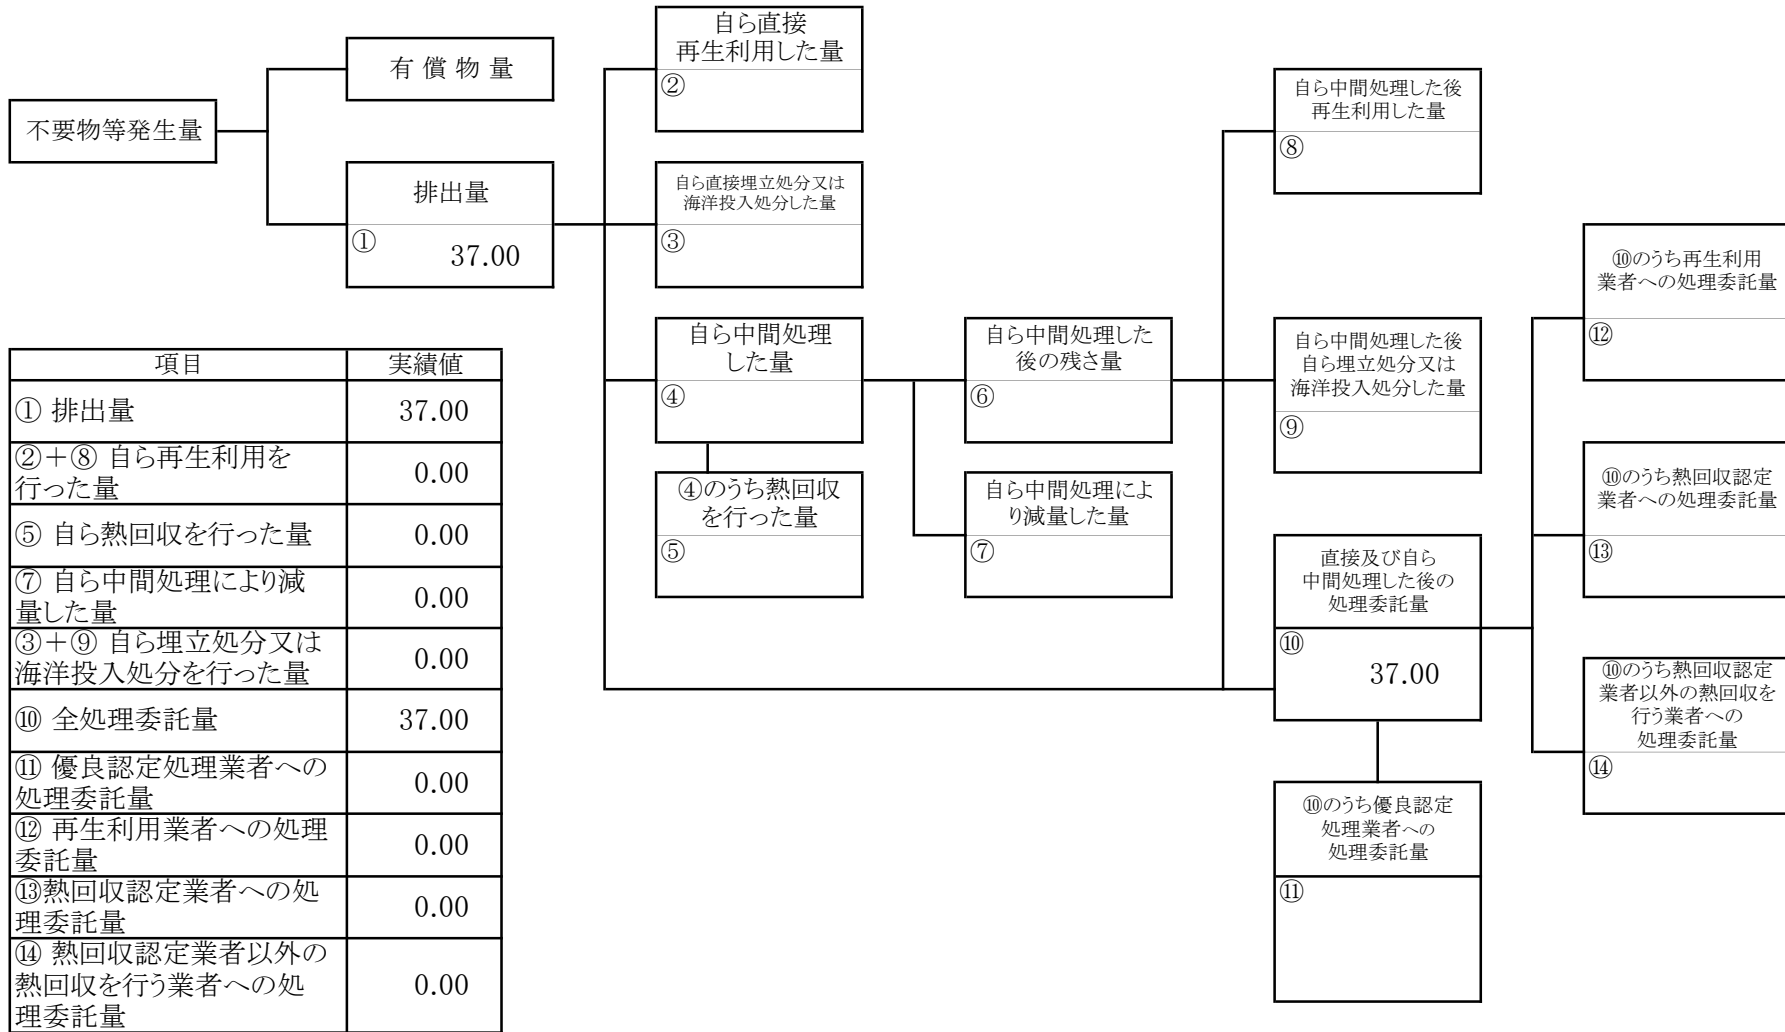 不要物等発生量
有償物量
排出量
①
37.00
自ら直接
再生利用した量
②
自ら直接埋立処分又は
海洋投入処分した量
③
自ら中間処理
した量
④
④のうち熱回収
を行った量
⑤
自ら中間処理した
後の残さ量
⑥
自ら中間処理によ
り減量した量
⑦
自ら中間処理した後
再生利用した量
⑧
自ら中間処理した後
自ら埋立処分又は
海洋投入処分した量
⑨
直接及び自ら
中間処理した後の
処理委託量
⑩
37.00
⑩のうち優良認定
処理業者への
処理委託量
⑪
⑩のうち再生利用
業者への処理委託量
⑫
⑩のうち熱回収認定
業者への処理委託量
⑬
⑩のうち熱回収認定
業者以外の熱回収を
行う業者への
処理委託量
⑭
項目 実績値
① 排出量 37.00
②+⑧ 自ら再生利用を
行った量 0.00
⑤ 自ら熱回収を行った量 0.00
⑦ 自ら中間処理により減
量した量 0.00
③+⑨ 自ら埋立処分又は
海洋投入処分を行った量 0.00
⑩ 全処理委託量 37.00
⑪ 優良認定処理業者への
処理委託量 0.00
⑫ 再生利用業者への処理
委託量 0.00
⑬熱回収認定業者への処
理委託量 0.00
⑭ 熱回収認定業者以外の
熱回収を行う業者への処
理委託量 0.00